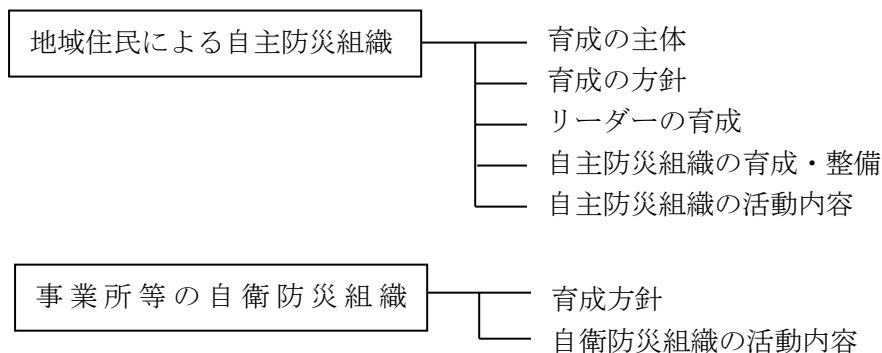 地域住民による自主防災組織
育成の主体
育成の方針
リーダーの育成
自主防災組織の育成・整備
自主防災組織の活動内容
事業所等の自衛防災組織
育成方針
自衛防災組織の活動内容